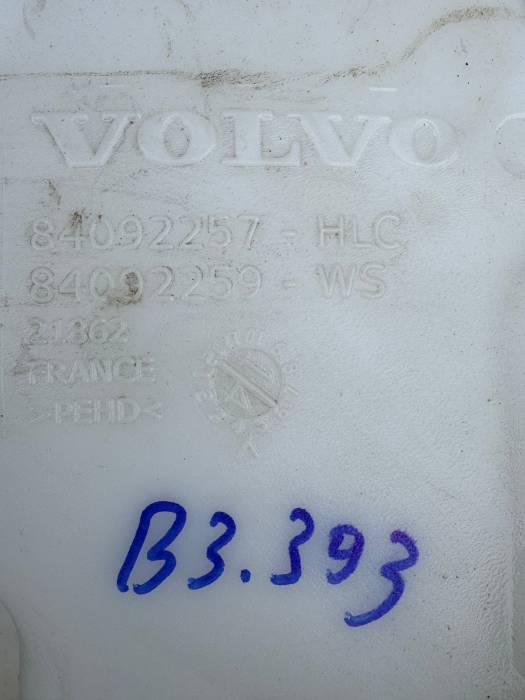 VOLVO
84092257 - HLC
84092259 - WS
21862
FRANCE
>PEHD<
B3.393